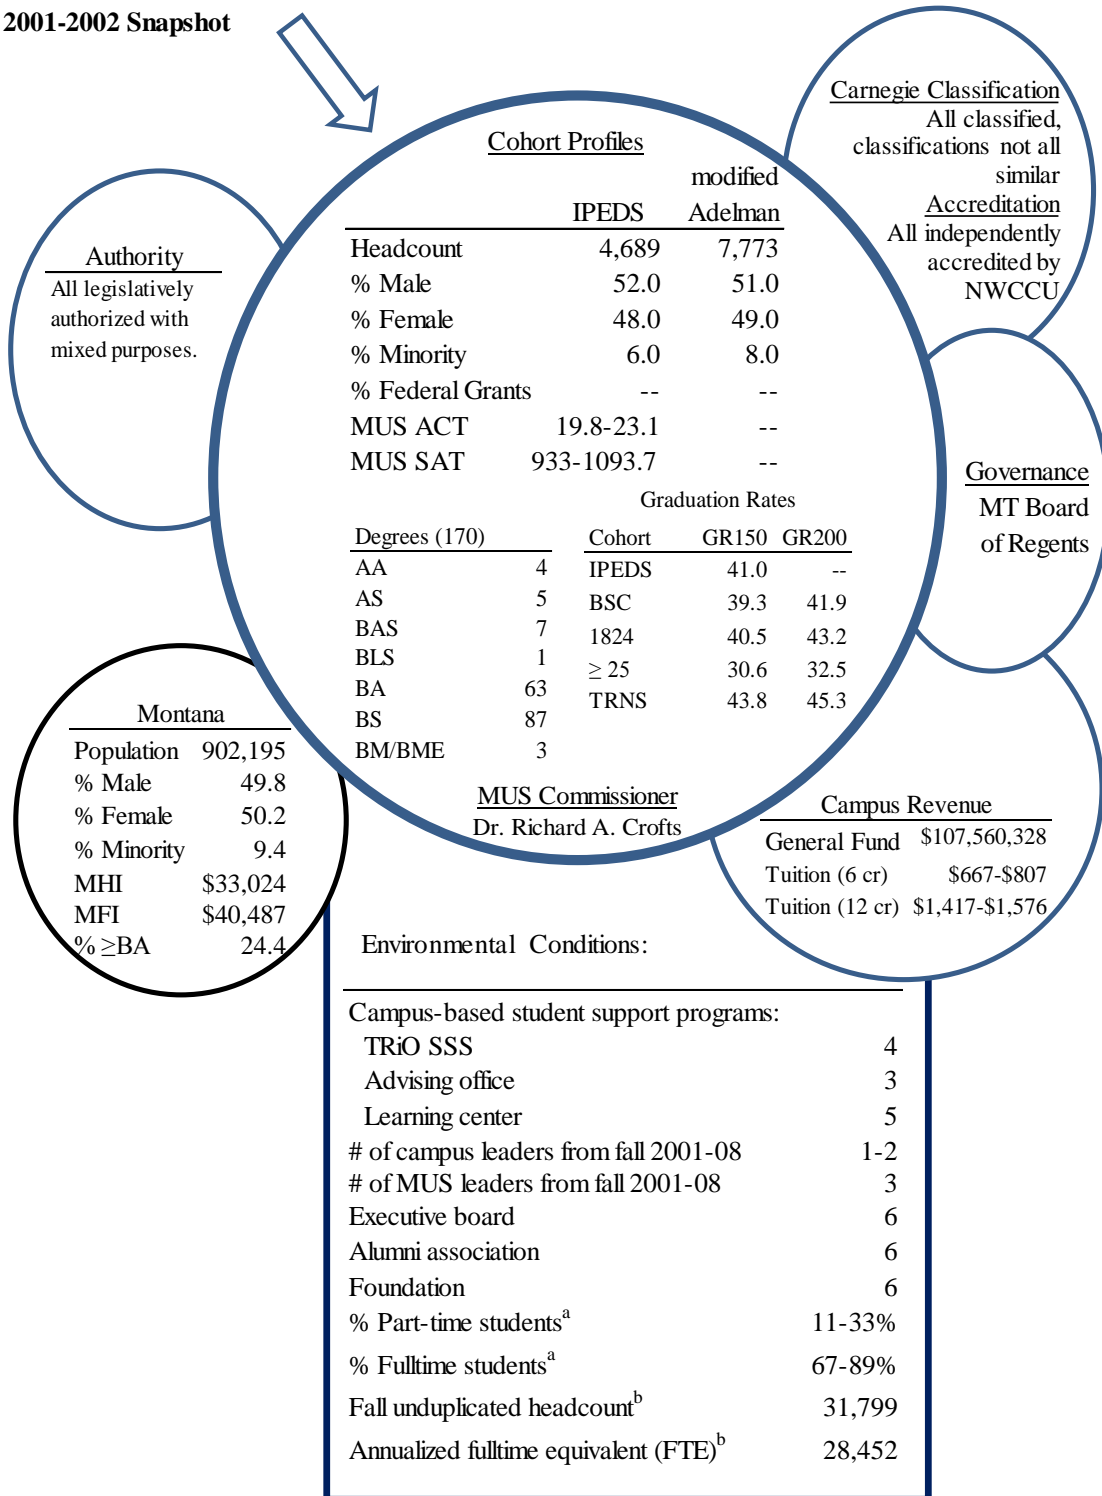 2001-2002 Snapshot
Carnegie Classification
All classified,
classifications not all
similar
Accreditation
All independently
accredited by
NWCCU
Cohort Profiles
modified
IPEDS Adelman
Headcount 4,689 7,773
% Male 52.0 51.0
% Female 48.0 49.0
% Minority 6.0 8.0
% Federal Grants -- --
MUS ACT 19.8-23.1 --
MUS SAT 933-1093.7 --
Authority
All legislatively
authorized with
mixed purposes.
Governance
MT Board
of Regents
Graduation Rates
Degrees (170)
AA 4
AS 5
BAS 7
BLS 1
BA 63
BS 87
BM/BME 3
Cohort GR150 GR200
IPEDS 41.0 --
BSC 39.3 41.9
1824 40.5 43.2
≥ 25 30.6 32.5
TRNS 43.8 45.3
MUS Commissioner
Dr. Richard A. Crofts
Montana
Population 902,195
% Male 49.8
% Female 50.2
% Minority 9.4
MHI $33,024
MFI $40,487
% ≥BA 24.4
Campus Revenue
General Fund $107,560,328
Tuition (6 cr) $667-$807
Tuition (12 cr) $1,417-$1,576
Environmental Conditions:
Campus-based student support programs:
TRiO SSS 4
Advising office 3
Learning center 5
# of campus leaders from fall 2001-08 1-2
# of MUS leaders from fall 2001-08 3
Executive board 6
Alumni association 6
Foundation 6
% Part-time students^a 11-33%
% Fulltime students^a 67-89%
Fall unduplicated headcount^b 31,799
Annualized fulltime equivalent (FTE)^b 28,452